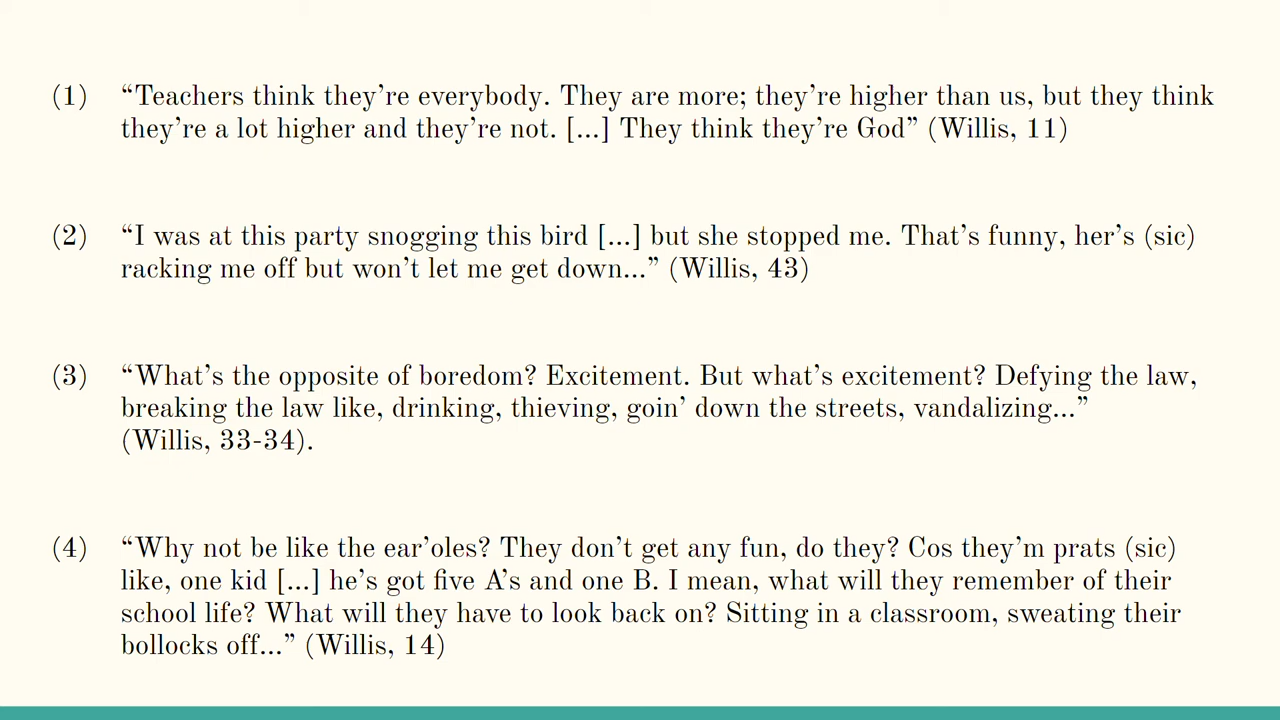 (1) “Teachers think they’re everybody. They are more; they’re higher than us, but they think
they’re a lot higher and they’re not. [...] They think they’re God” (Willis, 11)
(2) “I was at this party snogging this bird [...] but she stopped me. That’s funny, her’s (sic)
racking me off but won’t let me get down...” (Willis, 43)
(3) “What’s the opposite of boredom? Excitement. But what’s excitement? Defying the law,
breaking the law like, drinking, thieving, goin’ down the streets, vandalizing...”
(Willis, 33-34).
(4) “Why not be like the ear’oles? They don’t get any fun, do they? Cos they’m prats (sic)
like, one kid [...] he’s got five A’s and one B. I mean, what will they remember of their
school life? What will they have to look back on? Sitting in a classroom, sweating their
bollocks off...” (Willis, 14)